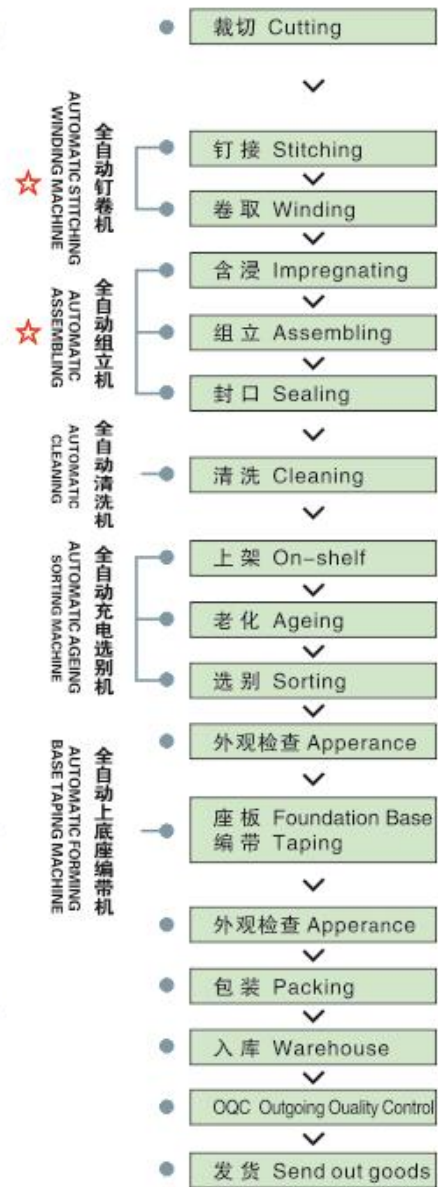 裁切 Cutting
全自动钉卷机
AUTOMATIC STITCHING
WINDING MACHINE
钉接 Stitching
卷取 Winding
全自动组立机
AUTOMATIC
ASSEMBLING
含浸 Impregnating
组立 Assembling
封口 Sealing
全自动清洗机
AUTOMATIC
CLEANING
清洗 Cleaning
全自动充电选别机
AUTOMATIC AGEING
SORTING MACHINE
上架 On-shelf
老化 Ageing
选别 Sorting
外观检查 Apperance
全自动上底座编带机
AUTOMATIC FORMING
BASE TAPING MACHINE
座板 Foundation Base
编带 Taping
外观检查 Apperance
包装 Packing
入库 Warehouse
OQC Outgoing Ouality Control
发货 Send out goods